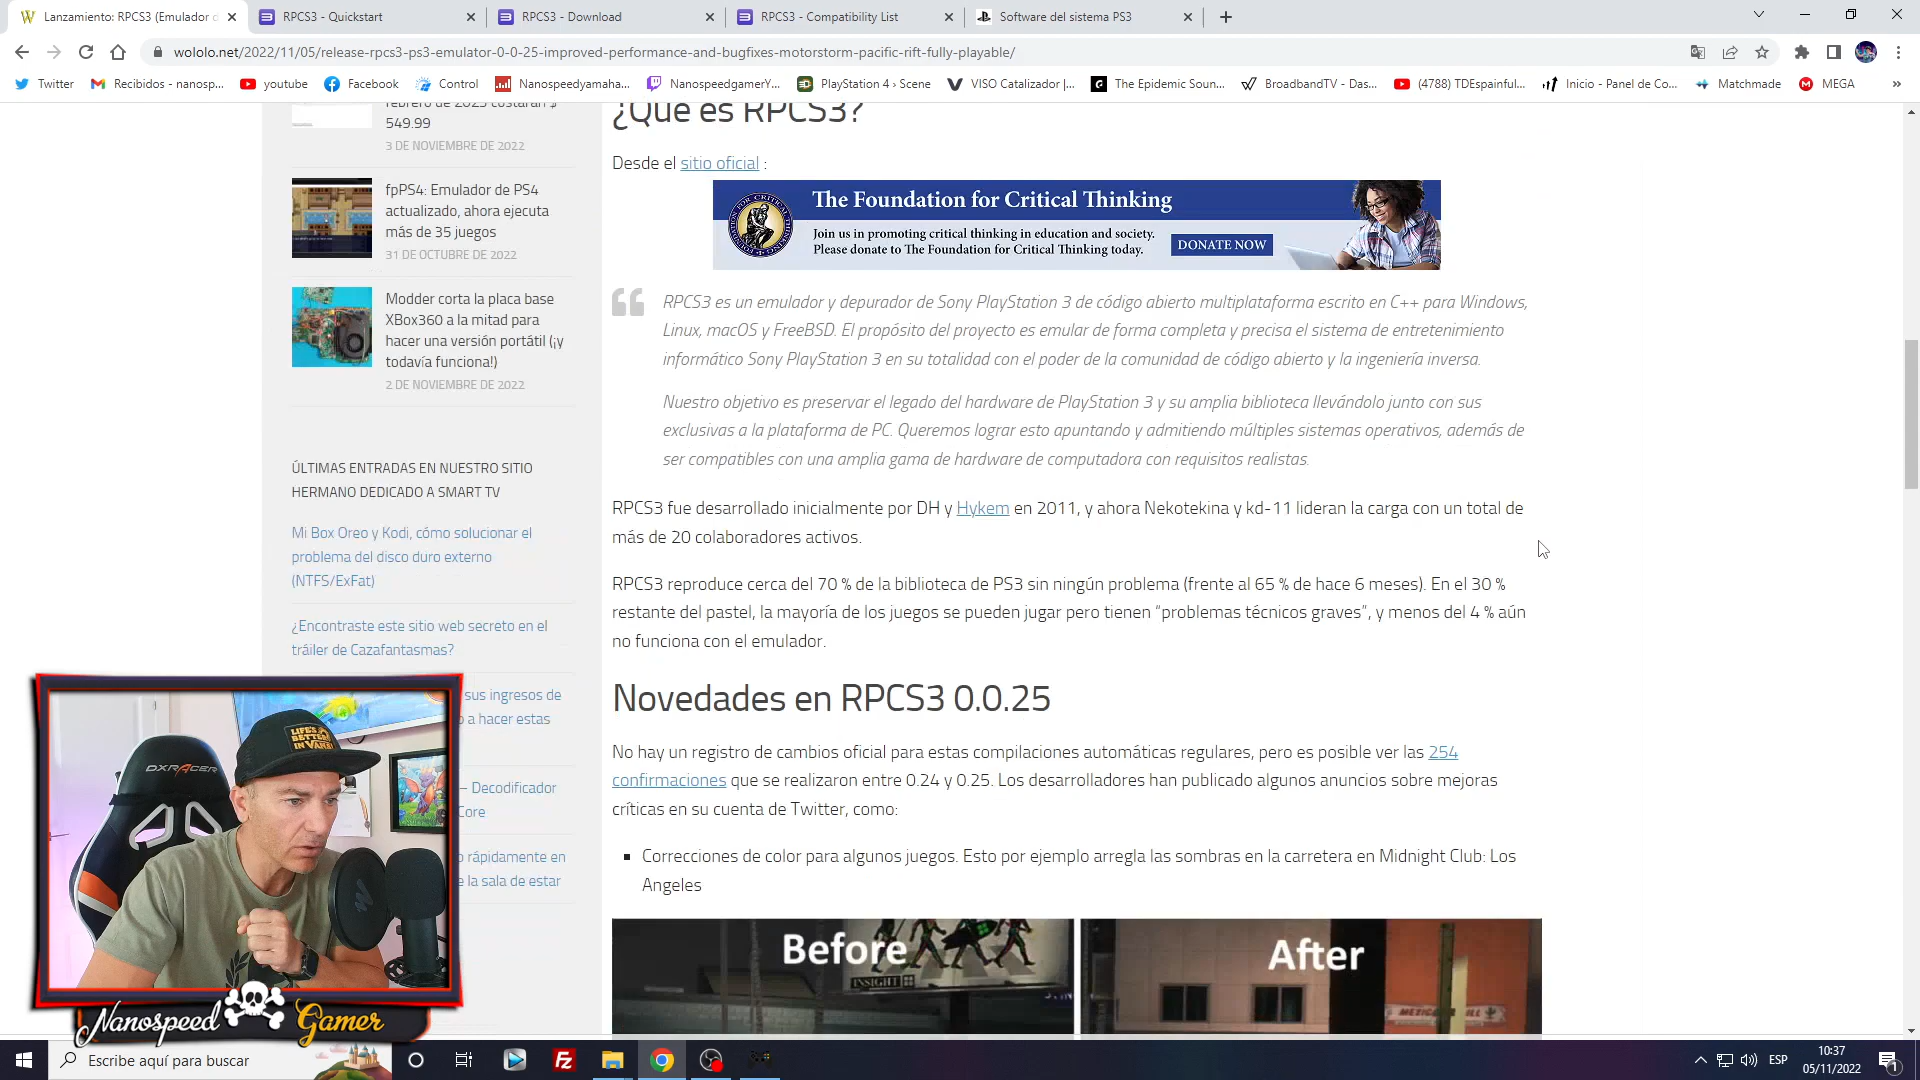 Lanzamiento: RPCS3 (Emulador d
RPCS3 - Quickstart
RPCS3 - Download
RPCS3 - Compatibility List
Software del sistema PS3
wololo.net/2022/11/05/release-rpcs3-ps3-emulator-0-0-25-improved-performance-and-bugfixes-motorstorm-pacific-rift-fully-playable/
Twitter
Recibidos - nanosp...
youtube
Facebook
Control
Nanospeedyamaha...
NanospeedgamerY...
PlayStation 4 › Scene
VISO Catalizador |...
The Epidemic Soun...
BroadbandTV - Das...
(4788) TDEspainful...
Inicio - Panel de Co...
Matchmade
MEGA
»
febrero de 2023 costarán $
549.99
3 DE NOVIEMBRE DE 2022
fpPS4: Emulador de PS4
actualizado, ahora ejecuta
más de 35 juegos
31 DE OCTUBRE DE 2022
Modder corta la placa base
XBox360 a la mitad para
hacer una versión portátil (¡y
todavía funciona!)
2 DE NOVIEMBRE DE 2022
ÚLTIMAS ENTRADAS EN NUESTRO SITIO
HERMANO DEDICADO A SMART TV
Mi Box Oreo y Kodi, cómo solucionar el
problema del disco duro externo
(NTFS/ExFat)
¿Encontraste este sitio web secreto en el
tráiler de Cazafantasmas?
sus ingresos de
o a hacer estas
– Decodificador
Core
o rápidamente en
e la sala de estar
¿Qué es RPCS3?
Desde el sitio oficial :
The Foundation for Critical Thinking
Join us in promoting critical thinking in education and society.
Please donate to The Foundation for Critical Thinking today.
DONATE NOW
RPCS3 es un emulador y depurador de Sony PlayStation 3 de código abierto multiplataforma escrito en C++ para Windows,
Linux, macOS y FreeBSD. El propósito del proyecto es emular de forma completa y precisa el sistema de entretenimiento
informático Sony PlayStation 3 en su totalidad con el poder de la comunidad de código abierto y la ingeniería inversa.
Nuestro objetivo es preservar el legado del hardware de PlayStation 3 y su amplia biblioteca llevándolo junto con sus
exclusivas a la plataforma de PC. Queremos lograr esto apuntando y admitiendo múltiples sistemas operativos, además de
ser compatibles con una amplia gama de hardware de computadora con requisitos realistas.
RPCS3 fue desarrollado inicialmente por DH y Hykem en 2011, y ahora Nekotekina y kd-11 lideran la carga con un total de
más de 20 colaboradores activos.
RPCS3 reproduce cerca del 70 % de la biblioteca de PS3 sin ningún problema (frente al 65 % de hace 6 meses). En el 30 %
restante del pastel, la mayoría de los juegos se pueden jugar pero tienen “problemas técnicos graves”, y menos del 4 % aún
no funciona con el emulador.
Novedades en RPCS3 0.0.25
No hay un registro de cambios oficial para estas compilaciones automáticas regulares, pero es posible ver las 254
confirmaciones que se realizaron entre 0.24 y 0.25. Los desarrolladores han publicado algunos anuncios sobre mejoras
críticas en su cuenta de Twitter, como:
▪ Correcciones de color para algunos juegos. Esto por ejemplo arregla las sombras en la carretera en Midnight Club: Los
Angeles
Before
INSIGHT
After
LIFE'S
BETTER
IN VANS!
DXRACER
Nanospeed Gamer
Escribe aquí para buscar
ESP
10:37
05/11/2022
1